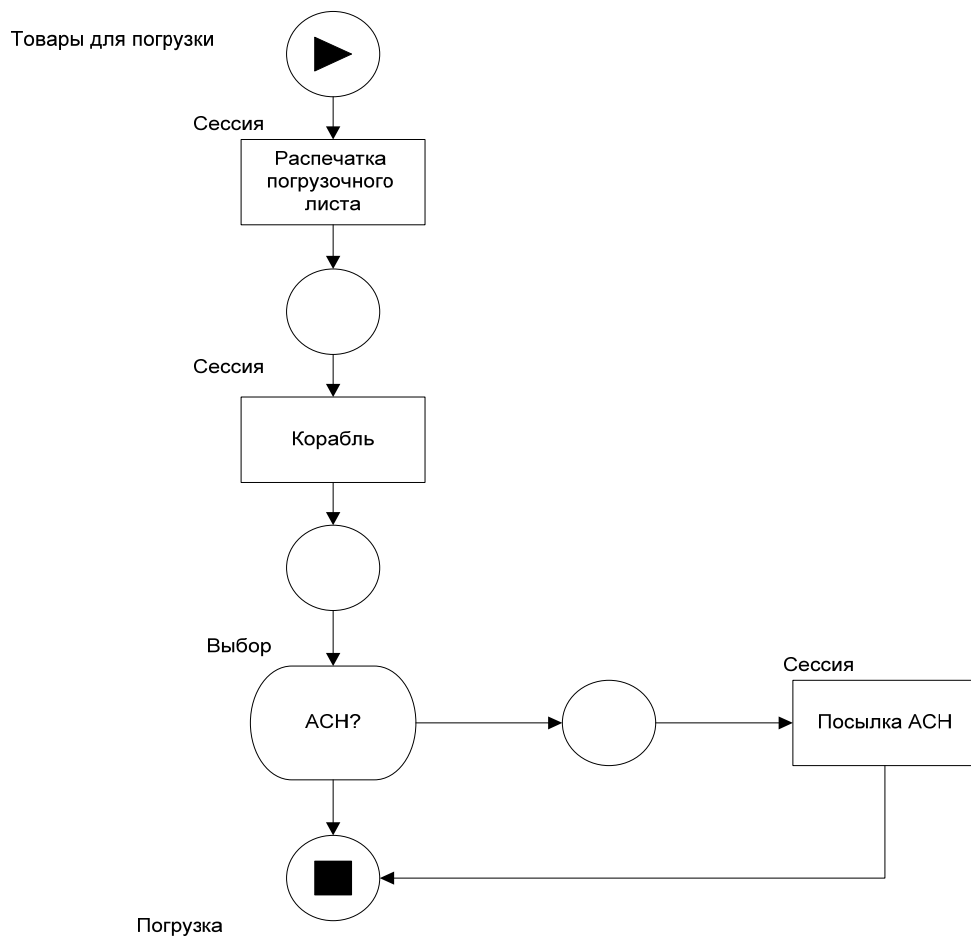 Товары для погрузки
Сессия
Распечатка
погрузочного
листа
Сессия
Корабль
Выбор
АСН?
Сессия
Посылка АСН
Погрузка